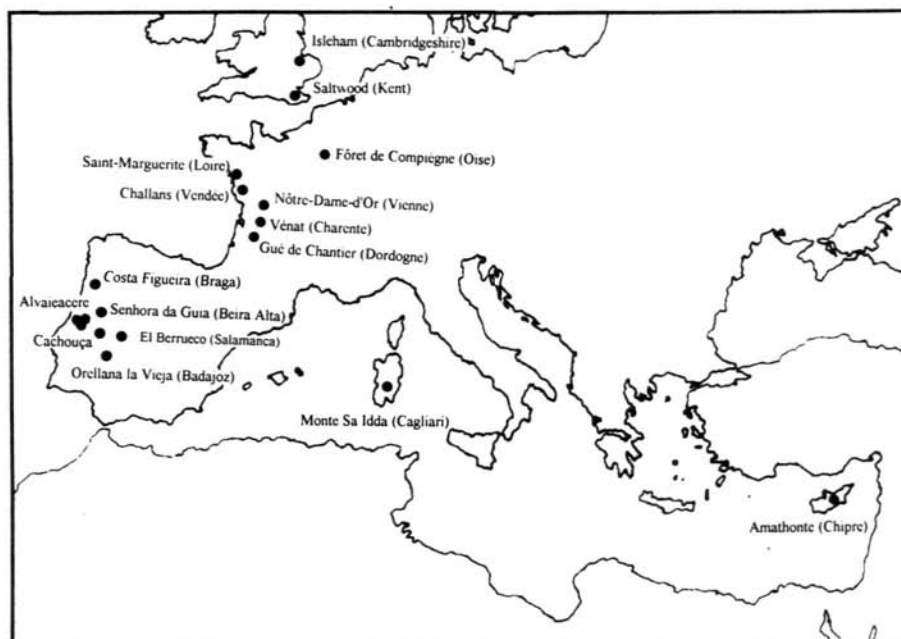 Isleham (Cambridgeshire)
Saltwood (Kent)
Fôret de Compiègne (Oise)
Saint-Marguerite (Loire)
Challans (Vendée)
Nôtre-Dame-d'Or (Vienne)
Vénat (Charente)
Gué de Chantier (Dordogne)
Costa Figueira (Braga)
Alvaieacere
Senhora da Guia (Beira Alta)
Cachouça
El Berrueco (Salamanca)
Orellana la Vieja (Badajoz)
Monte Sa Idda (Cagliari)
Amathonte (Chipre)